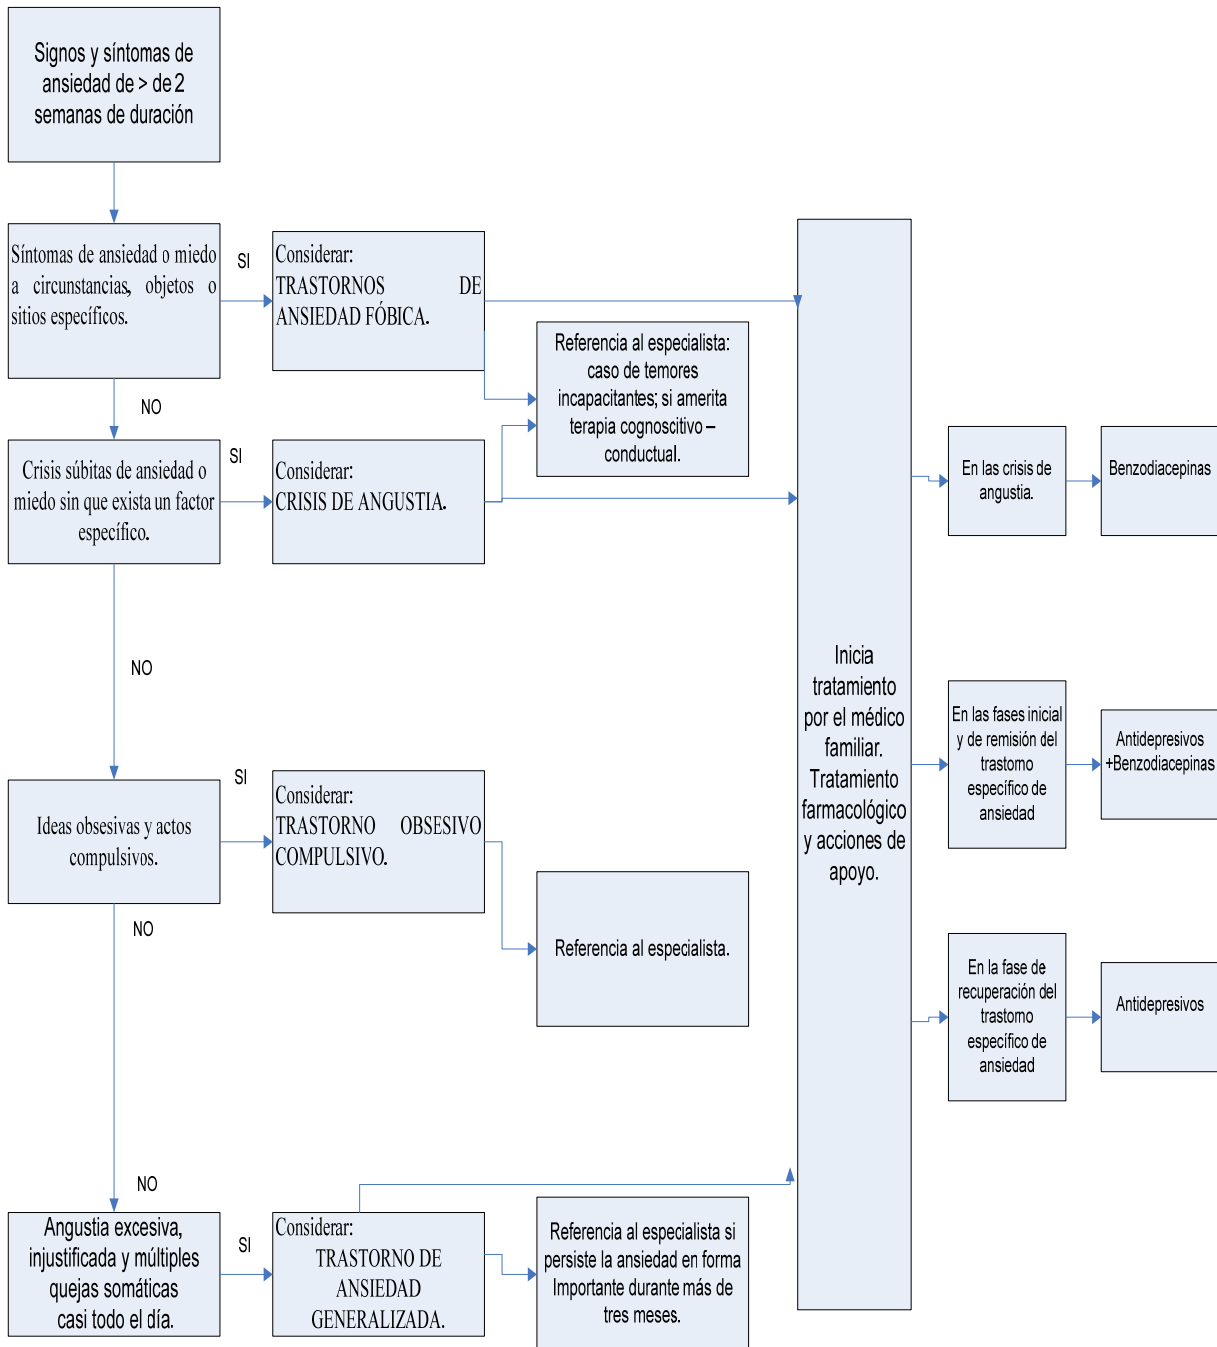 Signos y síntomas de
ansiedad de > de 2
semanas de duración
Síntomas de ansiedad o miedo
a circunstancias, objetos o
sitios específicos.
SI
Considerar:
TRASTORNOS DE
ANSIEDAD FÓBICA.
NO
Referencia al especialista:
caso de temores
incapacitantes; si amerita
terapia cognoscitivo –
conductual.
Crisis súbitas de ansiedad o
miedo sin que exista un factor
específico.
SI
Considerar:
CRISIS DE ANGUSTIA.
NO
Ideas obsesivas y actos
compulsivos.
SI
Considerar:
TRASTORNO OBSESIVO
COMPULSIVO.
NO
Referencia al especialista.
NO
Angustia excesiva,
injustificada y múltiples
quejas somáticas
casi todo el día.
SI
Considerar:
TRASTORNO DE
ANSIEDAD
GENERALIZADA.
Referencia al especialista si
persiste la ansiedad en forma
Importante durante más de
tres meses.
Inicia
tratamiento
por el médico
familiar.
Tratamiento
farmacológico
y acciones de
apoyo.
En las crisis de
angustia.
Benzodiacepinas
En las fases inicial
y de remisión del
trastorno
específico de
ansiedad
Antidepresivos
+Benzodiacepinas
En la fase de
recuperación del
trastorno
específico de
ansiedad
Antidepresivos